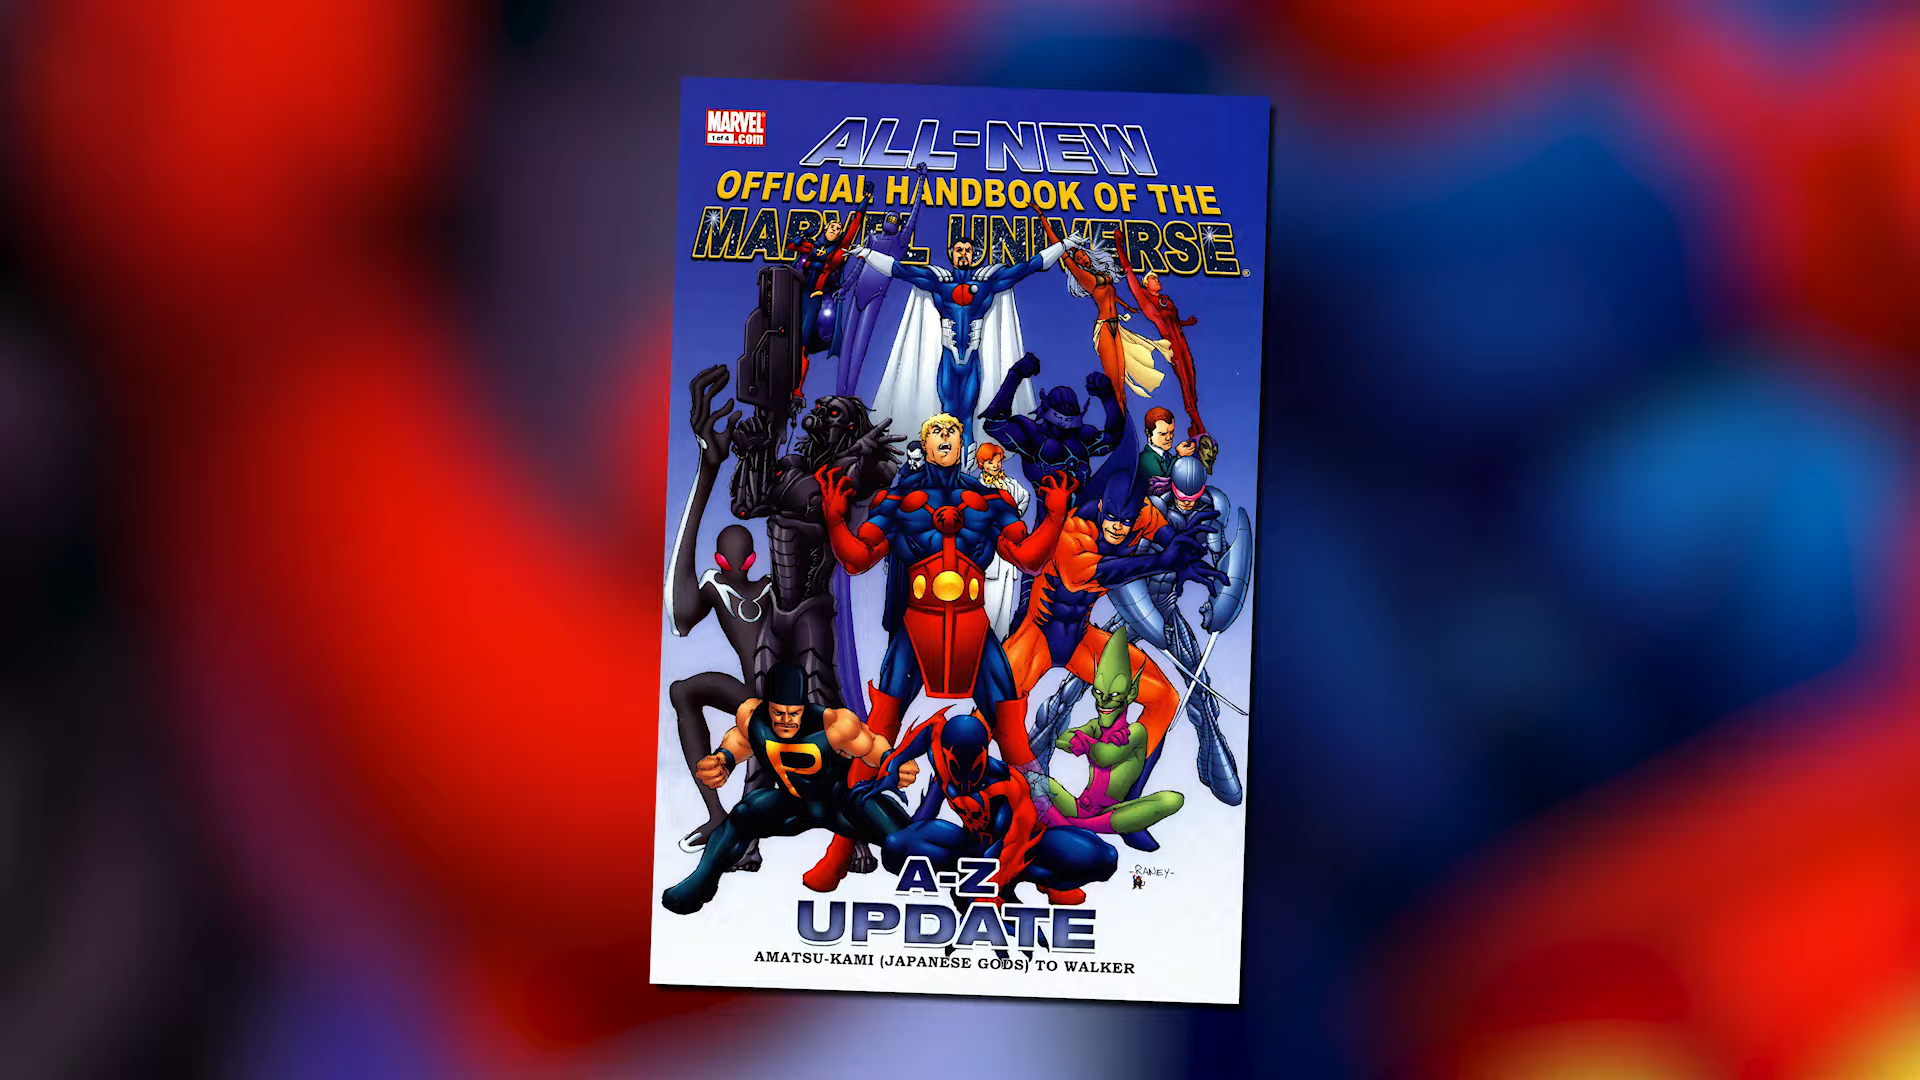 MARVEL
1 of 4 .com
ALL-NEW
OFFICIAL HANDBOOK OF THE
MARVEL UNIVERSE®
P
-RANEY-
A-Z
UPDATE
AMATSU-KAMI (JAPANESE GODS) TO WALKER